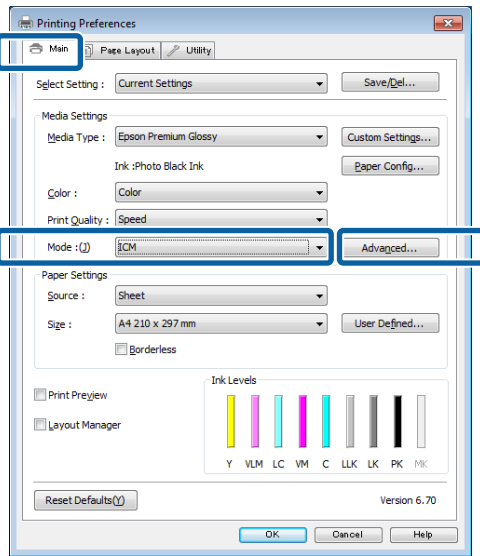 Printing Preferences
Main Page Layout Utility
Select Setting : Current Settings Save/Del...
Media Settings
Media Type : Epson Premium Glossy Custom Settings...
Ink :Photo Black Ink Paper Config...
Color : Color
Print Quality : Speed
Mode :(J) ICM Advanced...
Paper Settings
Source : Sheet
Size : A4 210 x 297 mm User Defined...
Borderless
Ink Levels
Print Preview
Layout Manager
Y VLM LC VM C LLK LK PK MK
Reset Defaults(Y) Version 6.70
OK Cancel Help